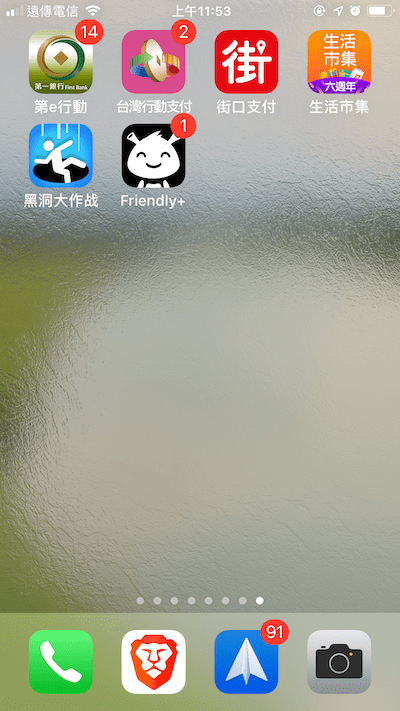 遠傳電信 上午11:53
14 2
第一銀行 First Bank
街
生活
市集
六週年
第e行動 台灣行動支付 街口支付 生活市集
1
黑洞大作战 Friendly+
91